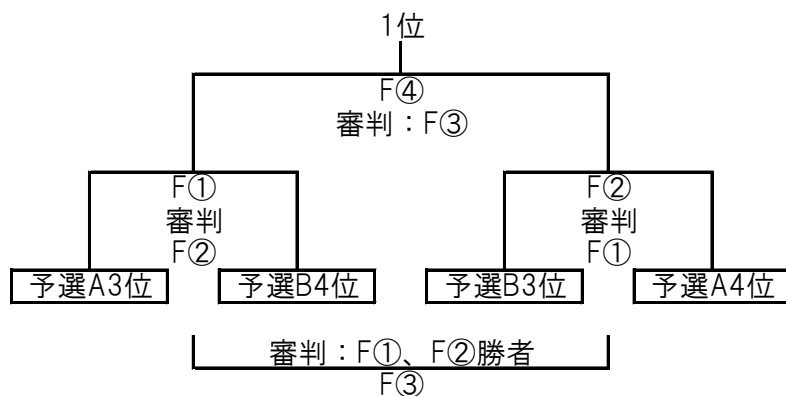 1位
F④
審判：F③
F①
審判
F②
F②
審判
F①
予選A3位
予選B4位
予選B3位
予選A4位
審判：F①、F②勝者
F③